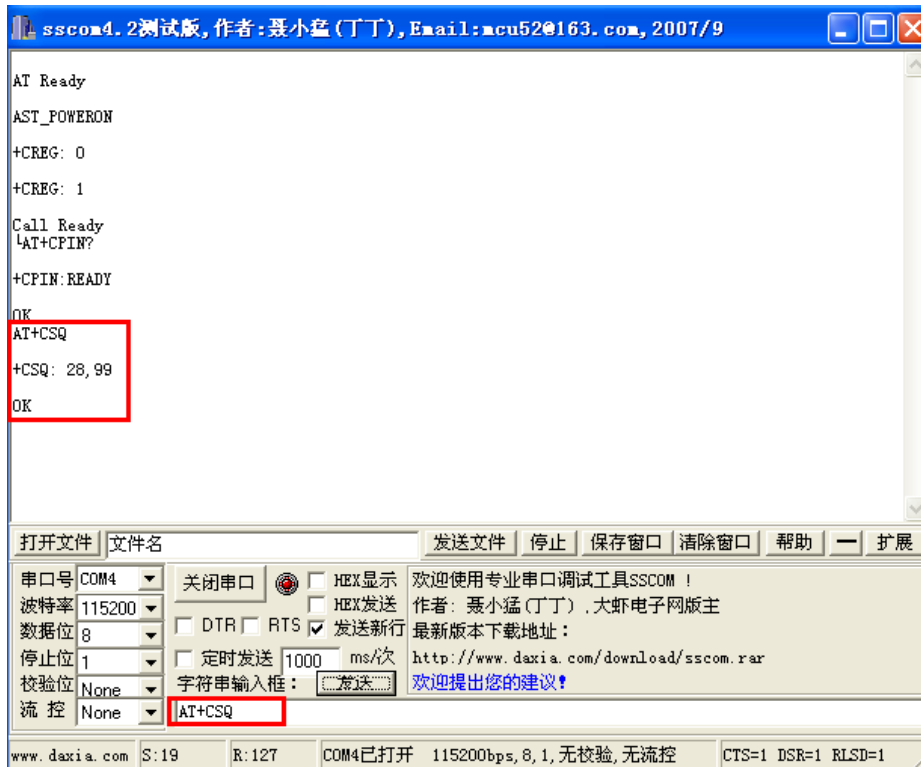 sscom4.2测试版,作者:聂小猛(丁丁),Email:mcu52@163.com,2007/9
AT Ready
AST_POWERON
+CREG: 0
+CREG: 1
Call Ready
└AT+CPIN?
+CPIN:READY
OK
AT+CSQ
+CSQ: 28,99
OK
打开文件 文件名 发送文件 停止 保存窗口 清除窗口 帮助 — 扩展
串口号 COM4 关闭串口 HEX显示 欢迎使用专业串口调试工具SSCOM !
波特率 115200 HEX发送 作者: 聂小猛(丁丁),大虾电子网版主
数据位 8 DTR RTS 发送新行 最新版本下载地址:
停止位 1 定时发送 1000 ms/次 http://www.daxia.com/download/sscom.rar
校验位 None 字符串输入框: 发送 欢迎提出您的建议!
流 控 None AT+CSQ
www.daxia.com S:19 R:127 COM4已打开 115200bps,8,1,无校验,无流控 CTS=1 DSR=1 RLSD=1